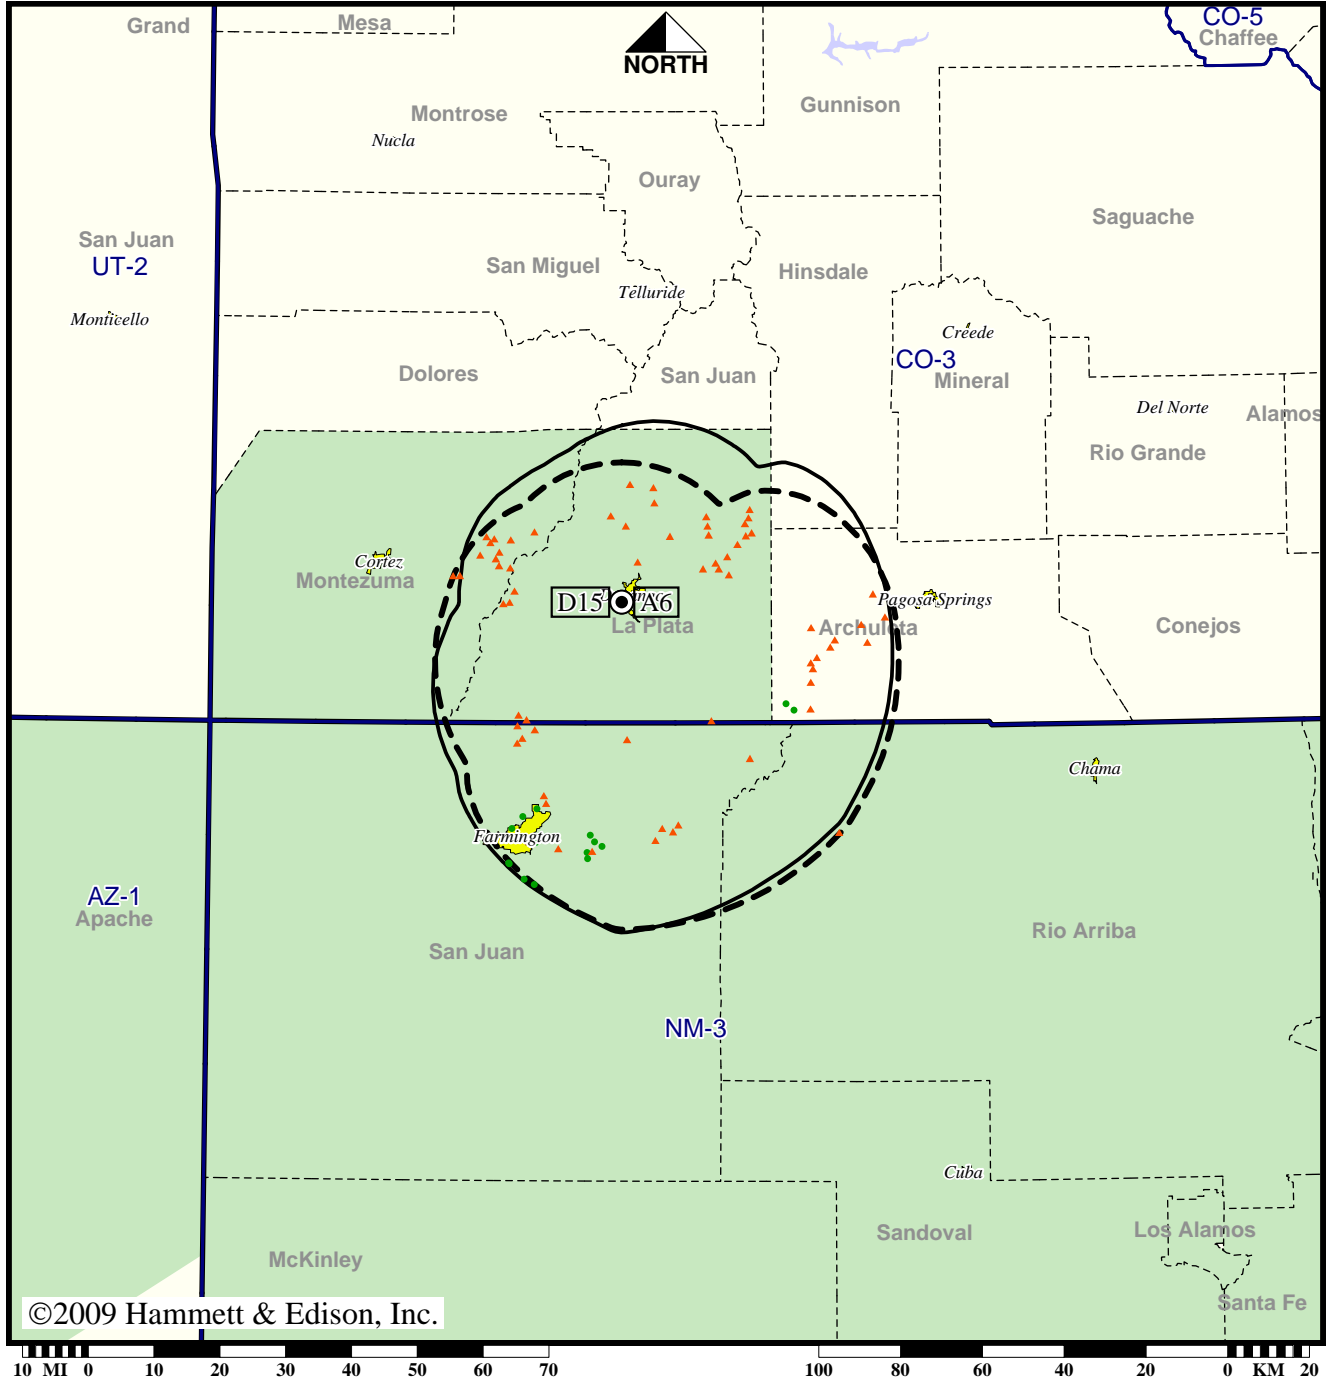 Grand
Mesa
CO-5
Chaffee
NORTH
Montrose
Gunnison
Nucla
Ouray
Saguache
San Juan
UT-2
San Miguel
Hinsdale
Telluride
Monticello
Creede
CO-3
Dolores
San Juan
Mineral
Del Norte
Alamos
Rio Grande
Cortez
Montezuma
D15
A6
Pagosa Springs
La Plata
Archuleta
Conejos
Chama
Farmington
AZ-1
Apache
San Juan
Rio Arriba
NM-3
Cuba
Sandoval
Los Alamos
McKinley
Santa Fe
©2009 Hammett & Edison, Inc.
10 MI 0 10 20 30 40 50 60 70
100 80 60 40 20 0 KM 20